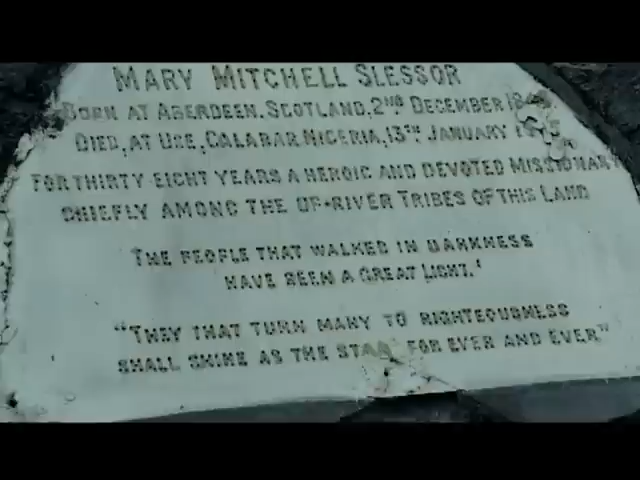 MARY MITCHELL SLESSOR
BORN AT ABERDEEN. SCOTLAND, 2ND DECEMBER
DIED, AT USE, CALABAR NIGERIA, 13TH JANUARY
FOR THIRTY EIGHT YEARS A HEROIC AND DEVOTED MISSIONARY
CHIEFLY AMONG THE UP-RIVER TRIBES OF THIS LAND
THE PEOPLE THAT WALKED IN DARKNESS
HAVE SEEN A GREAT LIGHT.'
"THEY THAT TURN MANY TO RIGHTEOUSNESS
SHALL SHINE AS THE STAR FOR EVER AND EVER"